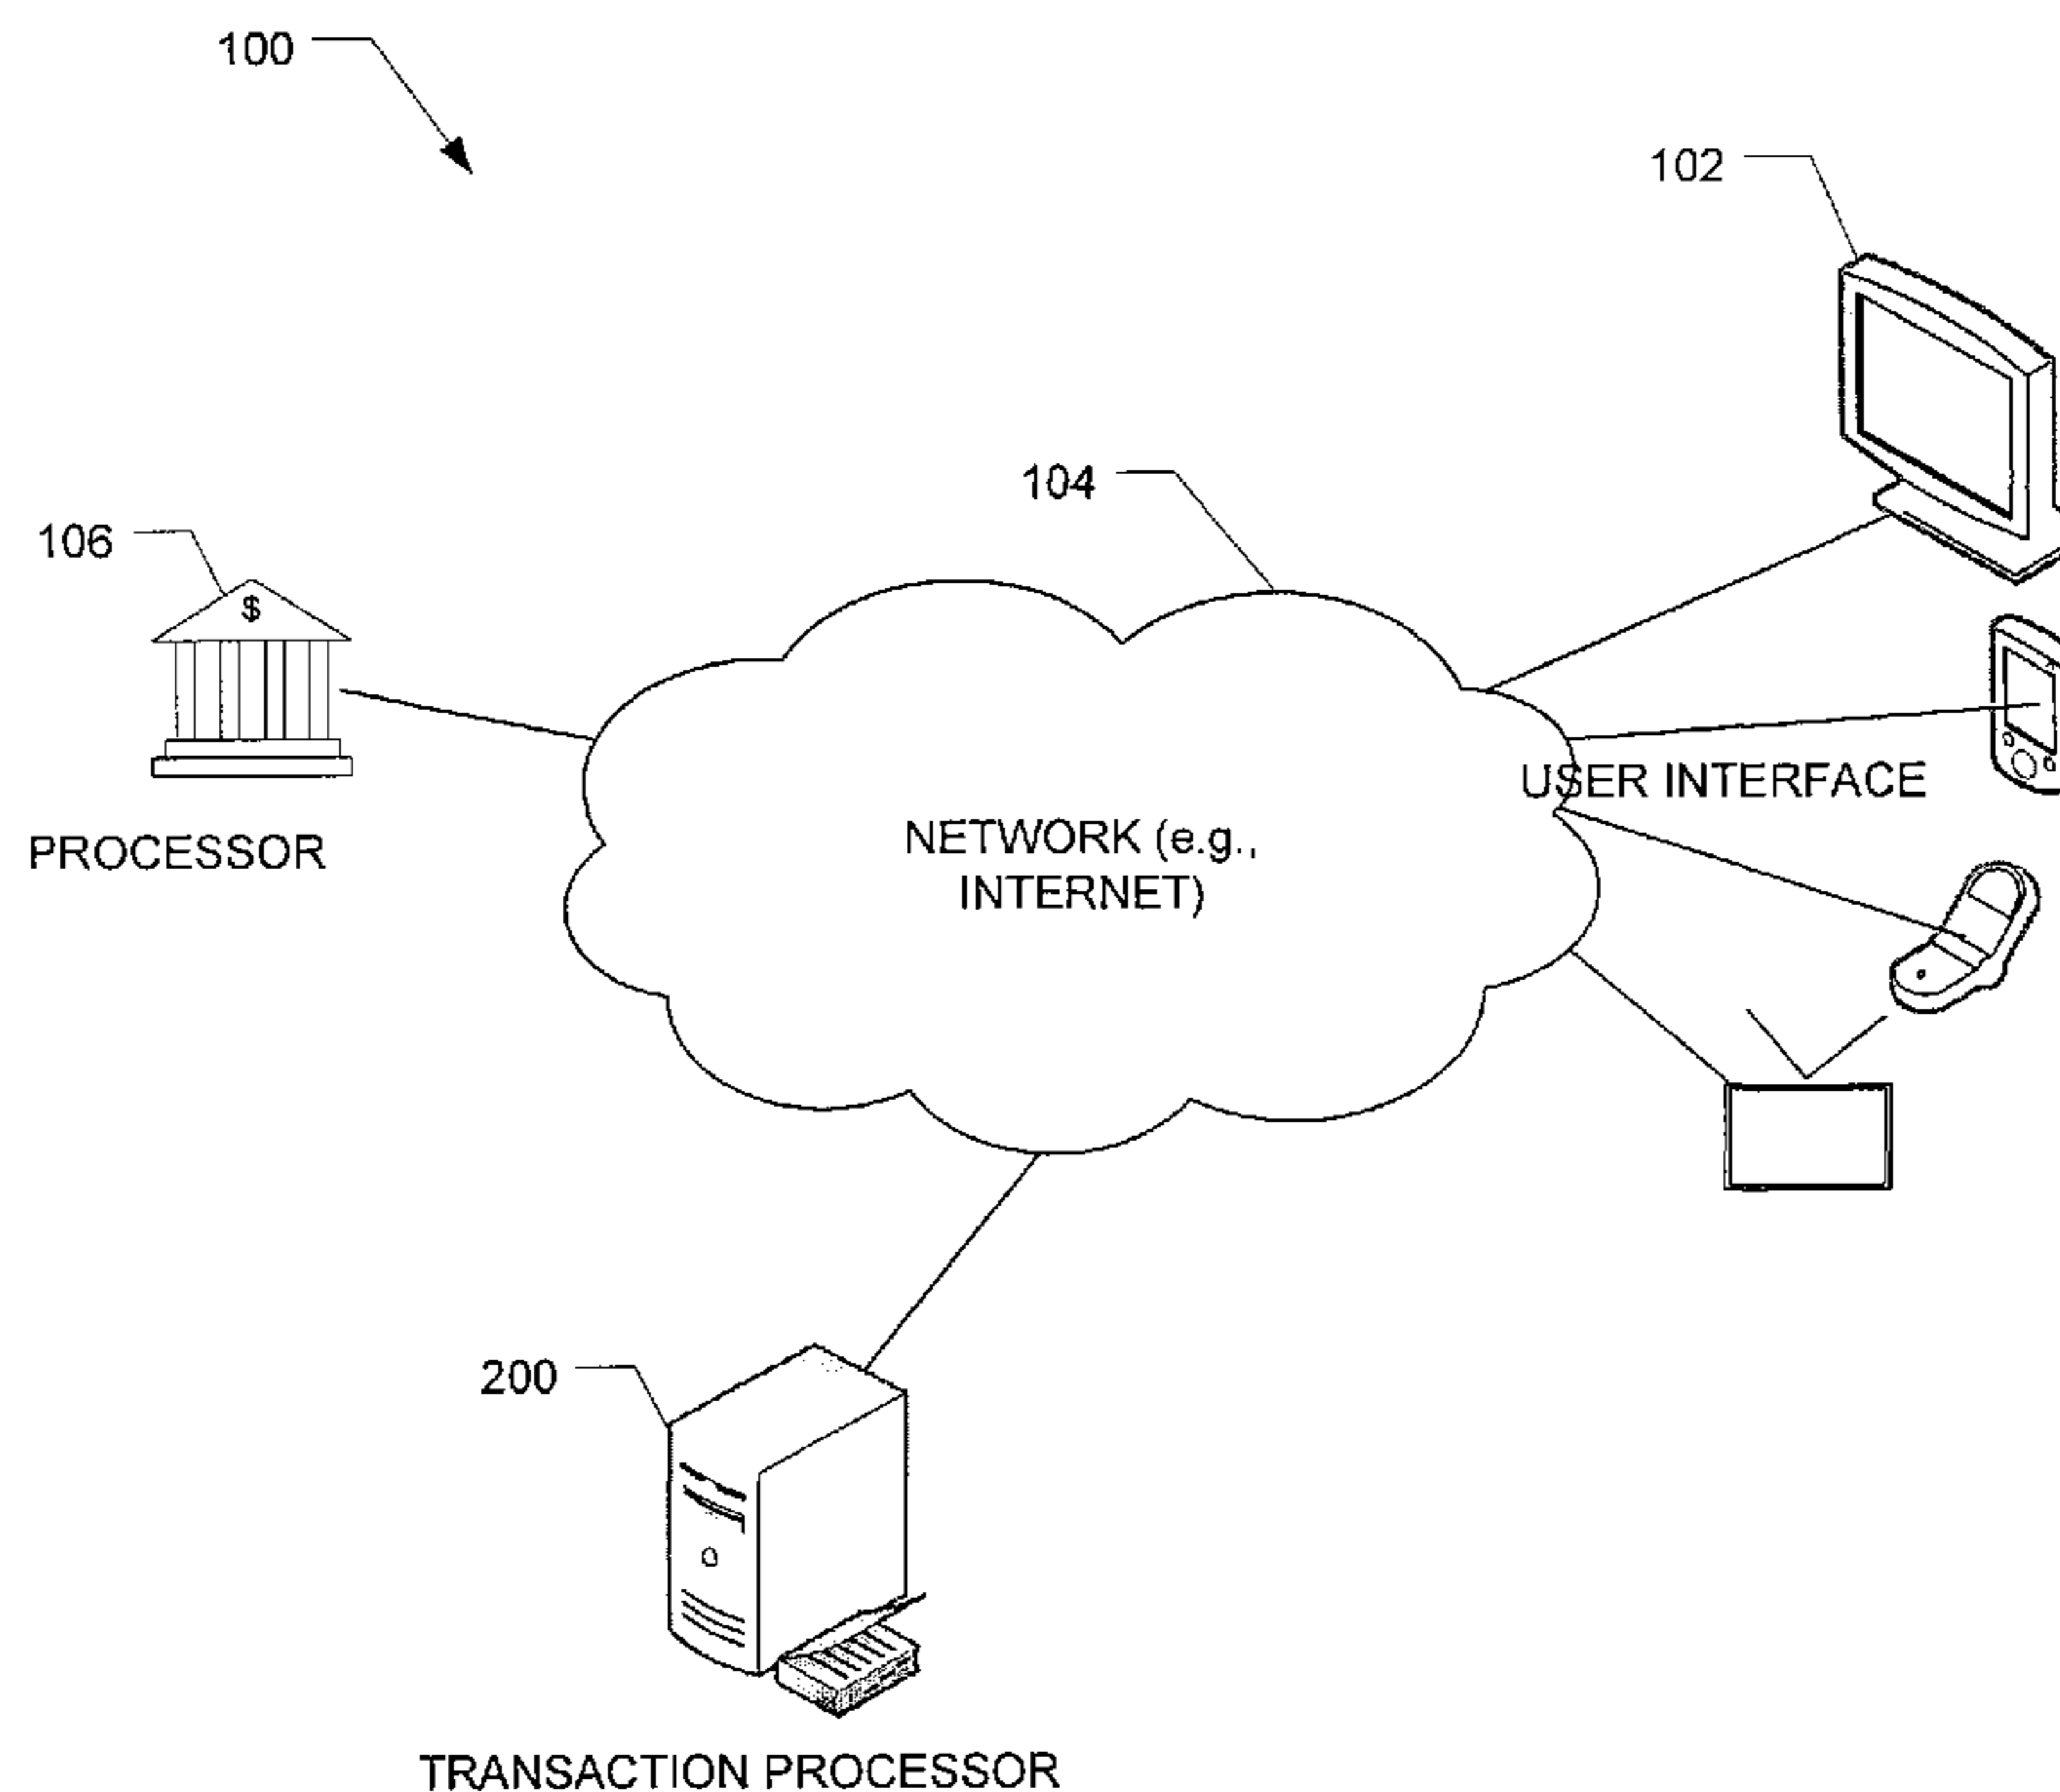 100
102
104
106
$
USER INTERFACE
NETWORK (e.g.,
INTERNET)
PROCESSOR
200
TRANSACTION PROCESSOR